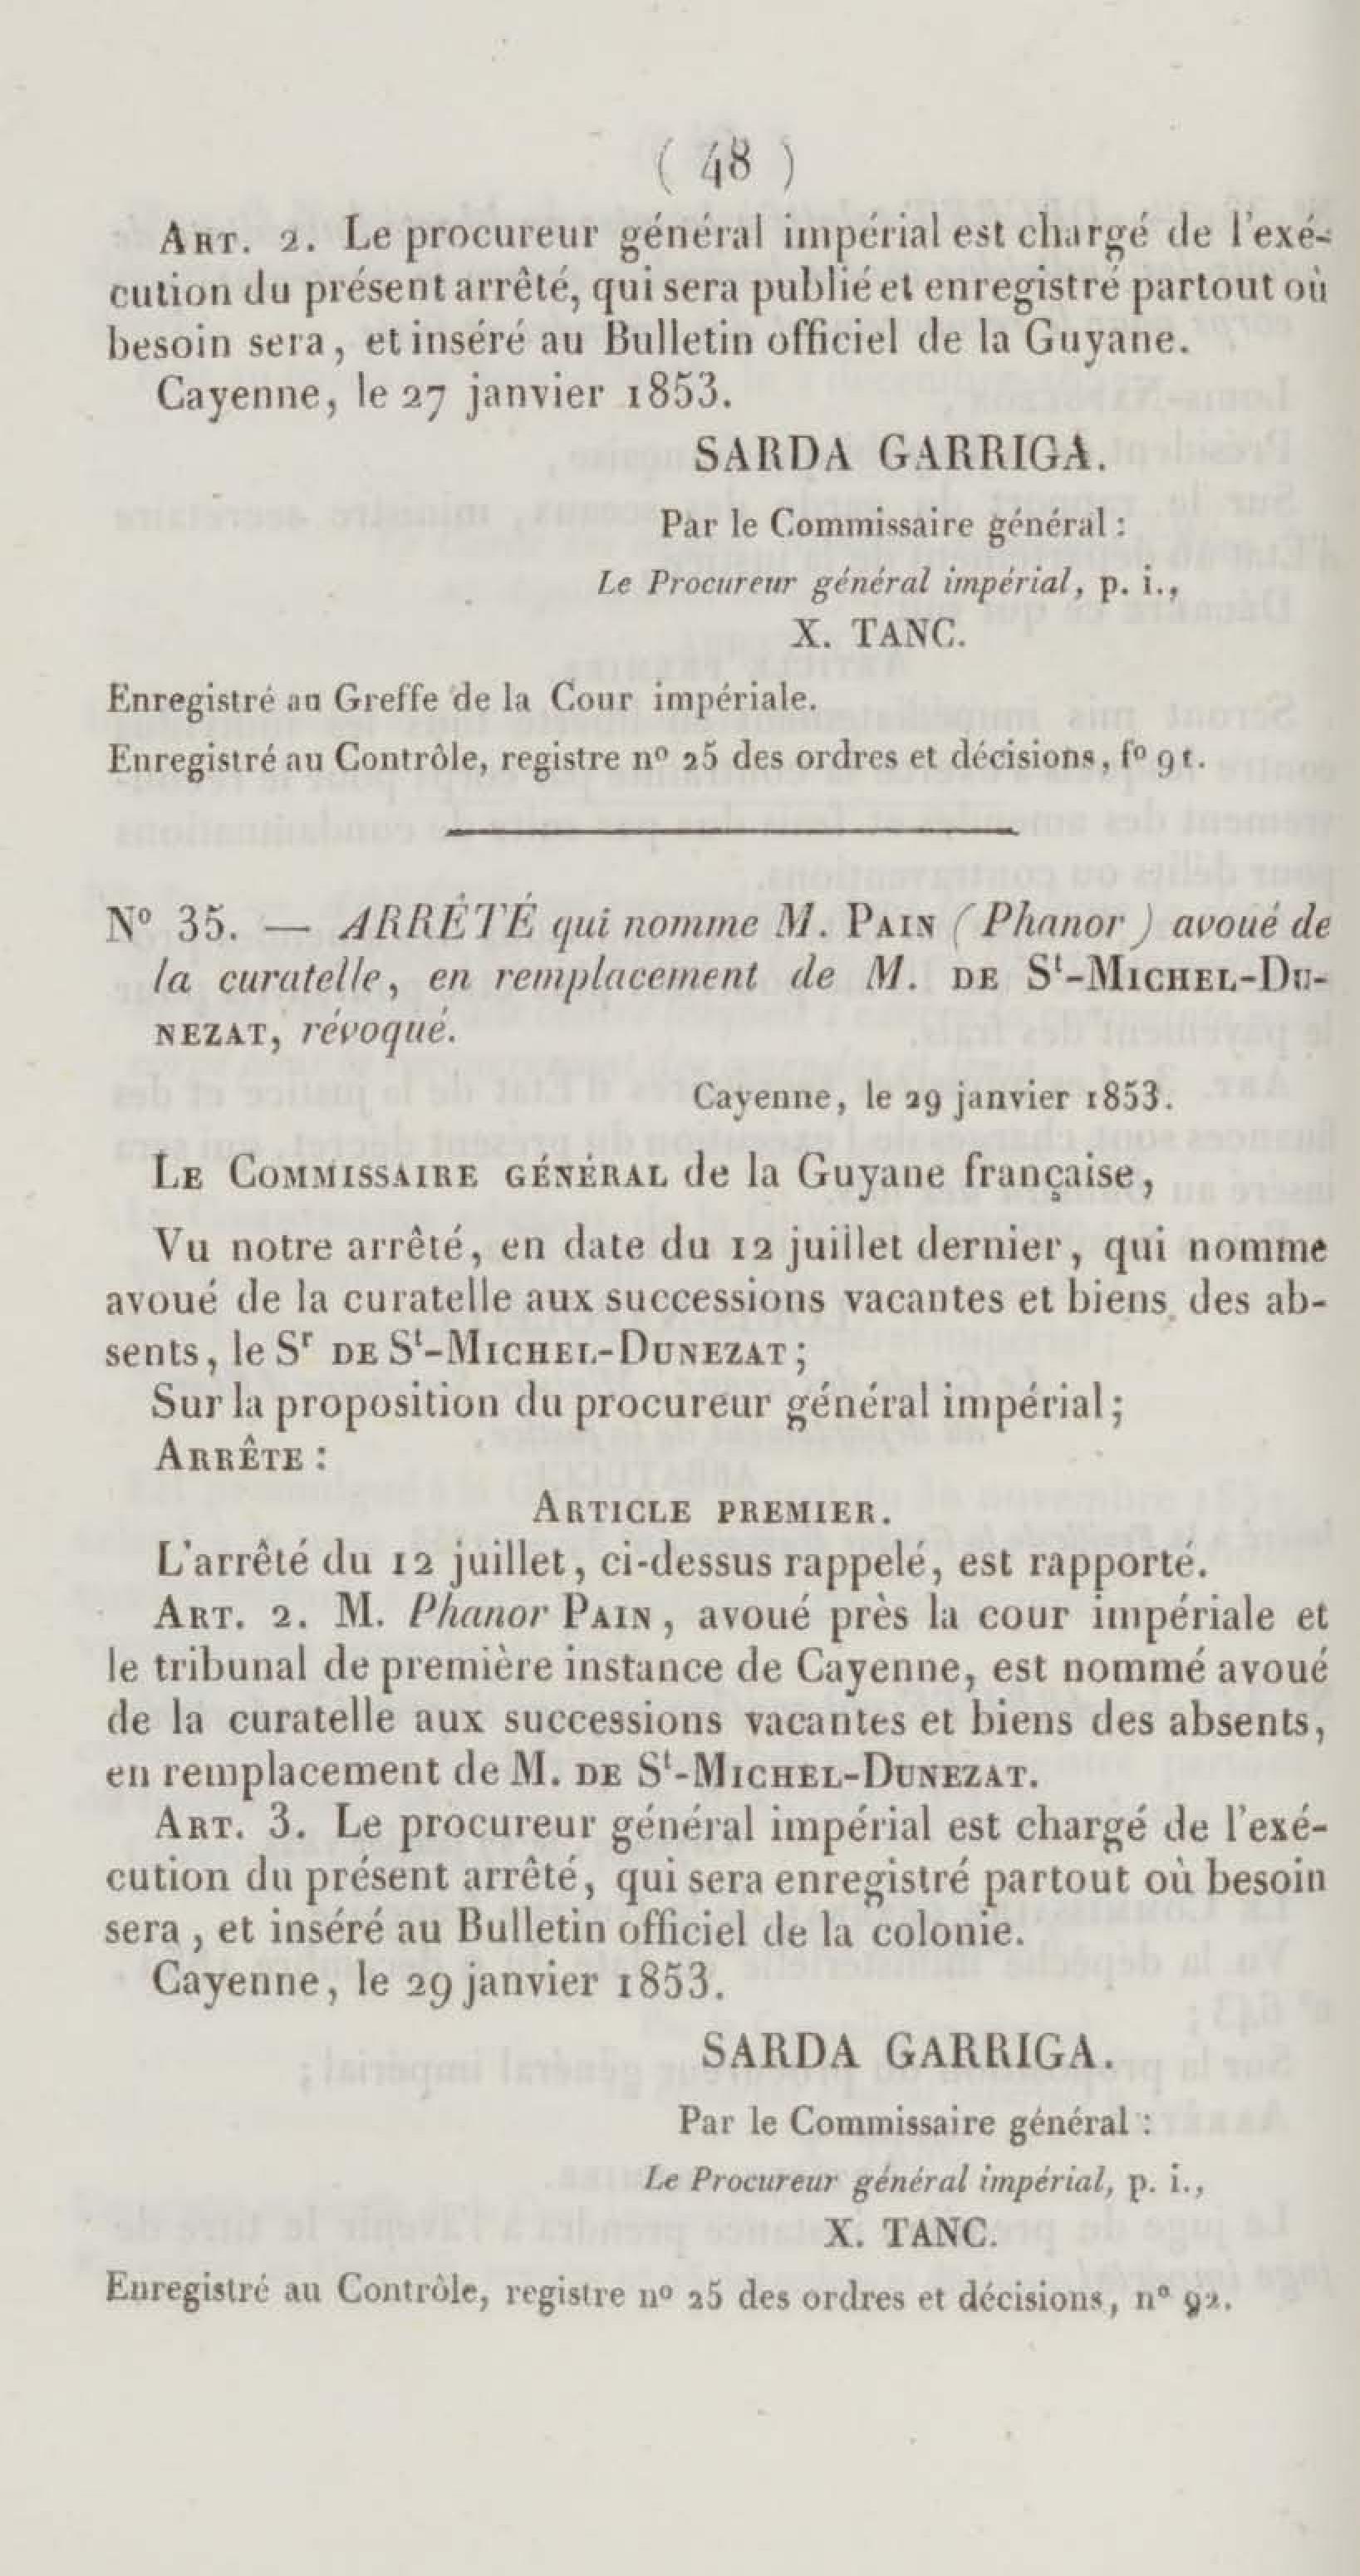 ( 48 )
ART. 2. Le procureur général impérial est chargé de l'exé-
cution du présent arrêté, qui sera publié et enregistré partout où
besoin sera, et inséré au Bulletin officiel de la Guyane.
Cayenne, le 27 janvier 1853.
SARDA GARRIGA.
Par le Commissaire général :
Le Procureur général impérial, p. i.,
X. TANC.
Enregistré au Greffe de la Cour impériale.
Enregistré au Contrôle, registre nº 25 des ordres et décisions, fº 91.
Nº 35. — ARRÊTÉ qui nomme M. PAIN (Phanor) avoué de
la curatelle, en remplacement de M. DE Sᵗ-MICHEL-DU-
NEZAT, révoqué.
Cayenne, le 29 janvier 1853.
LE COMMISSAIRE GÉNÉRAL de la Guyane française,
Vu notre arrêté, en date du 12 juillet dernier, qui nomme
avoué de la curatelle aux successions vacantes et biens des ab-
sents, le Sʳ DE Sᵗ-MICHEL-DUNEZAT ;
Sur la proposition du procureur général impérial ;
ARRÊTE :
ARTICLE PREMIER.
L'arrêté du 12 juillet, ci-dessus rappelé, est rapporté.
ART. 2. M. Phanor PAIN, avoué près la cour impériale et
le tribunal de première instance de Cayenne, est nommé avoué
de la curatelle aux successions vacantes et biens des absents,
en remplacement de M. DE Sᵗ-MICHEL-DUNEZAT.
ART. 3. Le procureur général impérial est chargé de l'exé-
cution du présent arrêté, qui sera enregistré partout où besoin
sera, et inséré au Bulletin officiel de la colonie.
Cayenne, le 29 janvier 1853.
SARDA GARRIGA.
Par le Commissaire général :
Le Procureur général impérial, p. i.,
X. TANC.
Enregistré au Contrôle, registre nº 25 des ordres et décisions, nº 92.